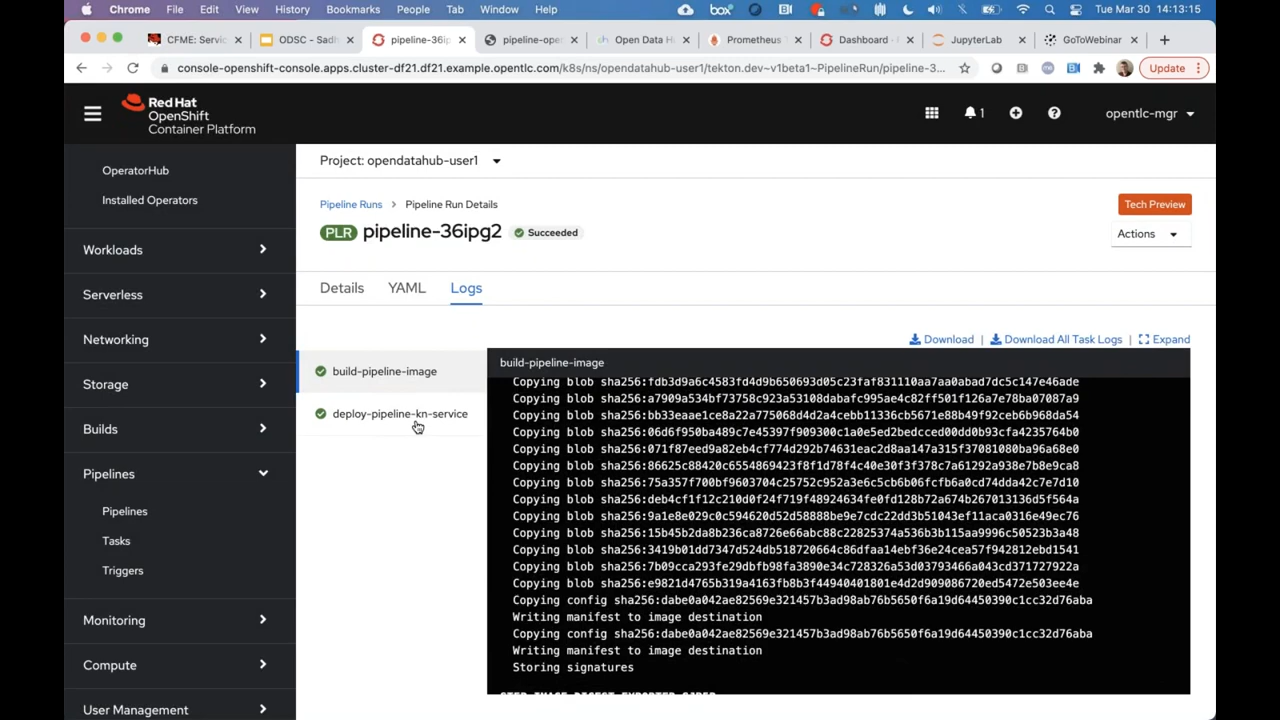 Chrome File Edit View History Bookmarks People Tab Window Help box Tue Mar 30 14:13:15
CFME: Servic ODSC - Sadh pipeline-36ip pipeline-ope Open Data H Prometheus Dashboard - JupyterLab GoToWebinar
console-openshift-console.apps.cluster-df21.df21.example.opentlc.com/k8s/ns/opendatahub-user1/tekton.dev~v1beta1~PipelineRun/pipeline-3... Update
Red Hat
OpenShift
Container Platform
1
opentlc-mgr
OperatorHub
Installed Operators
Workloads
Serverless
Networking
Storage
Builds
Pipelines
Pipelines
Tasks
Triggers
Monitoring
Compute
User Management
Project: opendatahub-user1
Pipeline Runs > Pipeline Run Details
Tech Preview
PLR pipeline-36ipg2 Succeeded
Actions
Details YAML Logs
Download | Download All Task Logs | Expand
build-pipeline-image
deploy-pipeline-kn-service
build-pipeline-image
Copying blob sha256:fdb3d9a6c4583fd4d9b650693d05c23faf831110aa7aa0abad7dc5c147e46ade
Copying blob sha256:a7909a534bf73758c923a53108dabafc995ae4c82ff501f126a7e78ba07087a9
Copying blob sha256:bb33eaae1ce8a22a775068d4d2a4cebb11336cb5671e88b49f92ceb6b968da54
Copying blob sha256:06d6f950ba489c7e45397f909300c1a0e5ed2bedcced00dd0b93cfa4235764b0
Copying blob sha256:071f87eed9a82eb4cf774d292b74631eac2d8aa147a315f37081080ba96a68e0
Copying blob sha256:86625c88420c6554869423f8f1d78f4c40e30f3f378c7a61292a938e7b8e9ca8
Copying blob sha256:75a357f700bf9603704c25752c952a3e6c5cb6b06fcfb6a0cd74dda42c7e7d10
Copying blob sha256:deb4cf1f12c210d0f24f719f48924634fe0fd128b72a674b267013136d5f564a
Copying blob sha256:9a1e8e029c0c594620d52d58888be9e7cdc22dd3b51043ef11aca0316e49ec76
Copying blob sha256:15b45b2da8b236ca8726e66abc88c22825374a536b3b115aa9996c50523b3a48
Copying blob sha256:3419b01dd7347d524db518720664c86dfaa14ebf36e24cea57f942812ebd1541
Copying blob sha256:7b09cca293fe29dbfb98fa3890e34c728326a53d03793466a043cd371727922a
Copying blob sha256:e9821d4765b319a4163fb8b3f44940401801e4d2d909086720ed5472e503ee4e
Copying config sha256:dabe0a042ae82569e321457b3ad98ab76b5650f6a19d64450390c1cc32d76aba
Writing manifest to image destination
Copying config sha256:dabe0a042ae82569e321457b3ad98ab76b5650f6a19d64450390c1cc32d76aba
Writing manifest to image destination
Storing signatures